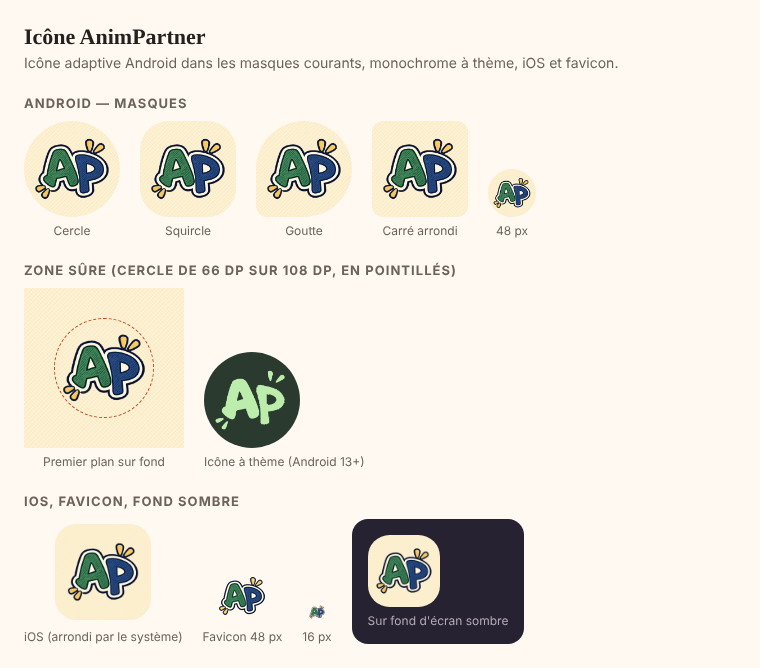 Icône AnimPartner
Icône adaptive Android dans les masques courants, monochrome à thème, iOS et favicon.
ANDROID — MASQUES
AP AP AP AP AP
Cercle Squircle Goutte Carré arrondi 48 px
ZONE SÛRE (CERCLE DE 66 DP SUR 108 DP, EN POINTILLÉS)
AP AP
Premier plan sur fond Icône à thème (Android 13+)
IOS, FAVICON, FOND SOMBRE
AP AP AP AP
Sur fond d'écran sombre
iOS (arrondi par le système) Favicon 48 px 16 px